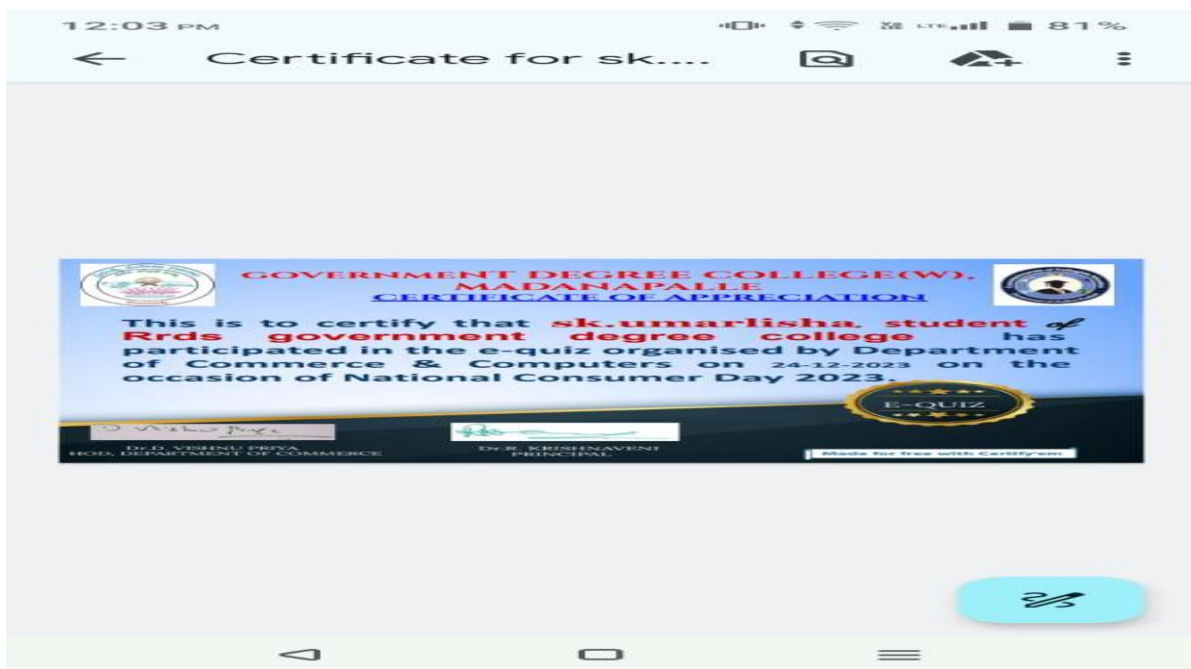 12:03 PM
LTE 81%
Certificate for sk....
GOVERNMENT DEGREE COLLEGE(W),
MADANAPALLE
CERTIFICATE OF APPRECIATION
This is to certify that sk.umarlisha, student of
Rrds government degree college has
participated in the e-quiz organised by Department
of Commerce & Computers on 24-12-2023 on the
occasion of National Consumer Day 2023.
E-QUIZ
Dr.D. VISHNU PRIYA
HOD, DEPARTMENT OF COMMERCE
Dr.R. KRISHNAVENI
PRINCIPAL
Made for free with Certify'em